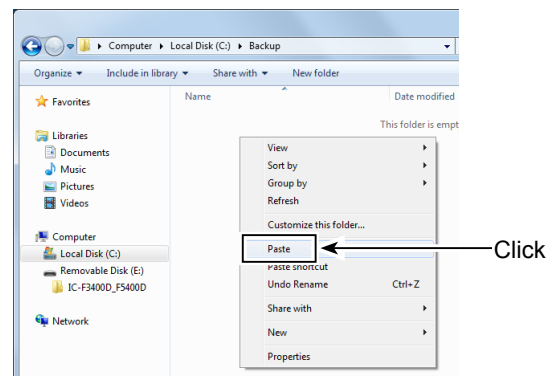 Computer ▸ Local Disk (C:) ▸ Backup
Organize ▾ Include in library ▾ Share with ▾ New folder
Favorites
Libraries
Documents
Music
Pictures
Videos
Computer
Local Disk (C:)
Removable Disk (E:)
IC-F3400D_F5400D
Network
Name Date modified
This folder is empt
View
Sort by
Group by
Refresh
Customize this folder...
Paste
Paste shortcut
Undo Rename Ctrl+Z
Share with
New
Properties
Click